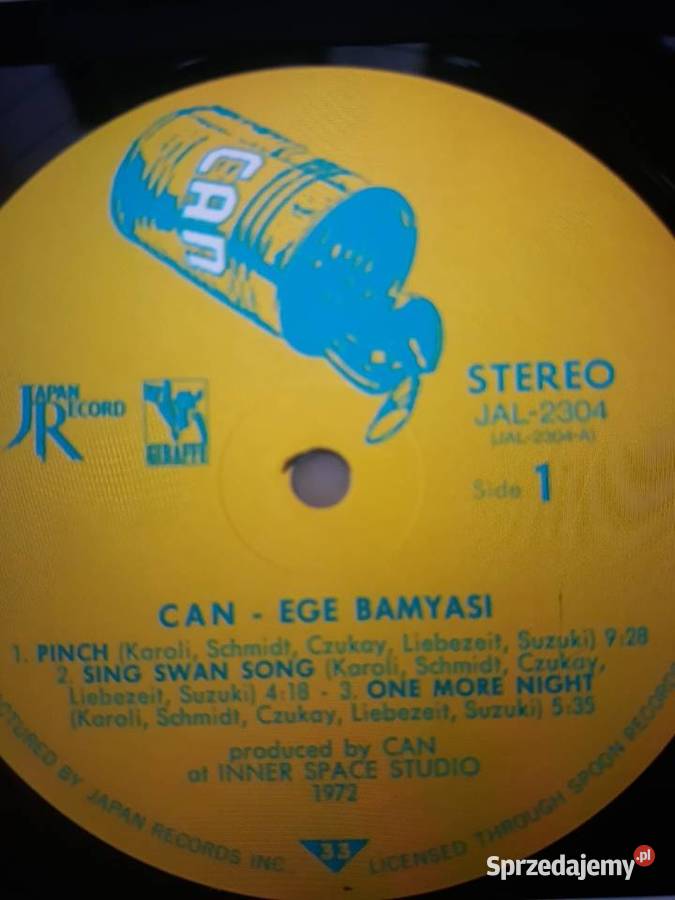 CAN
JAPAN
RECORD
JR
GIRAFFE
STEREO
JAL-2304
(JAL-2304-A)
Side 1
CAN - EGE BAMYASI
1. PINCH (Karoli, Schmidt, Czukay, Liebezeit, Suzuki) 9:28
2. SING SWAN SONG (Karoli, Schmidt, Czukay,
Liebezeit, Suzuki) 4:18 - 3. ONE MORE NIGHT
(Karoli, Schmidt, Czukay, Liebezeit, Suzuki) 5:35
produced by CAN
at INNER SPACE STUDIO
1972
BY JAPAN RECORDS INC.
33
LICENSED THROUGH SPOON RECORDS
Sprzedajemy.pl